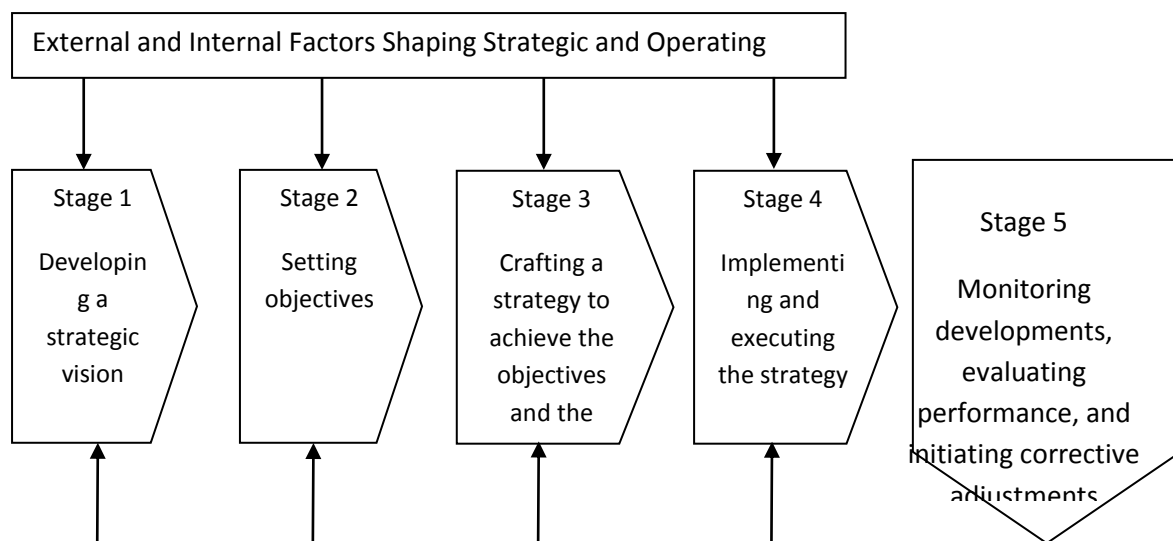 External and Internal Factors Shaping Strategic and Operating
Stage 1
Developin
g a
strategic
vision
Stage 2
Setting
objectives
Stage 3
Crafting a
strategy to
achieve the
objectives
and the
Stage 4
Implementi
ng and
executing
the strategy
Stage 5
Monitoring
developments,
evaluating
performance, and
initiating corrective
adjustments